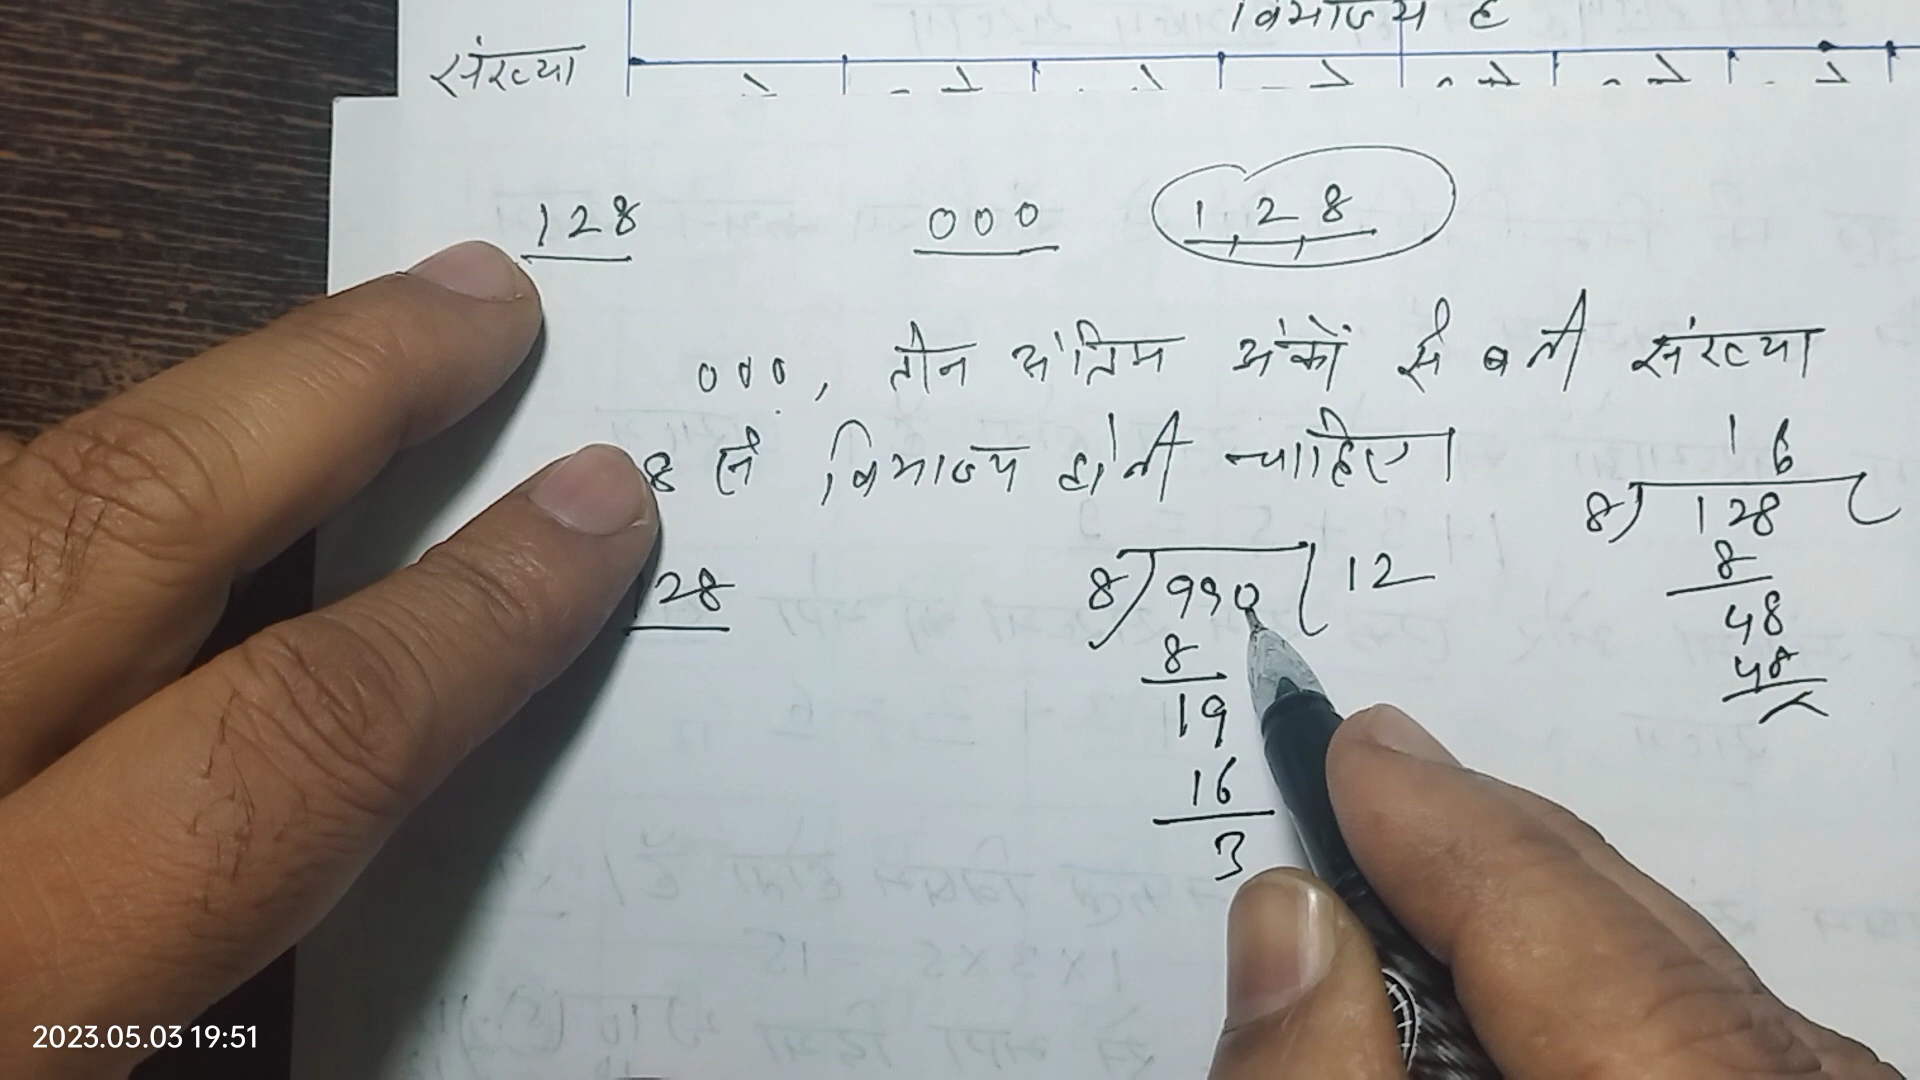 विभाज्य है
संख्या
128 000 1 2 8
000, तीन अंतिम अंकों से बनी संख्या
8 से विभाज्य होनी चाहिए।
16
8) 128
8
48
48
128
8) 990 ( 12
8
19
16
3
2023.05.03 19:51